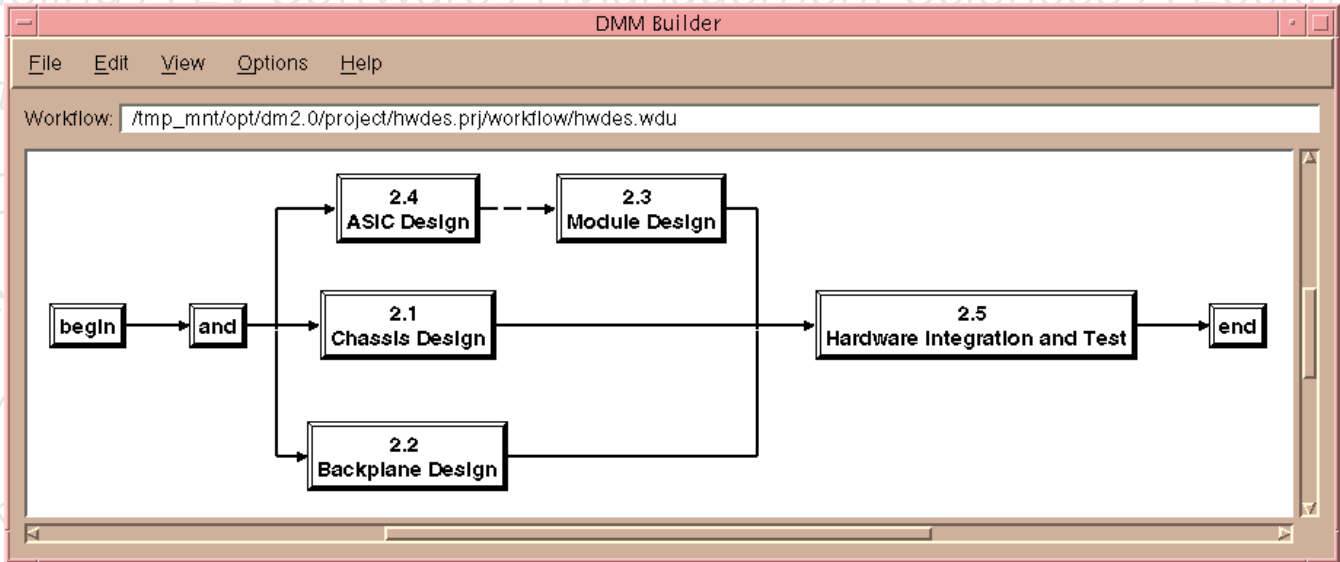 DMM Builder
File Edit View Options Help
Workflow: /tmp_mnt/opt/dm2.0/project/hwdes.prj/workflow/hwdes.wdu
2.4
ASIC Design
2.3
Module Design
begin
and
2.1
Chassis Design
2.5
Hardware Integration and Test
end
2.2
Backplane Design